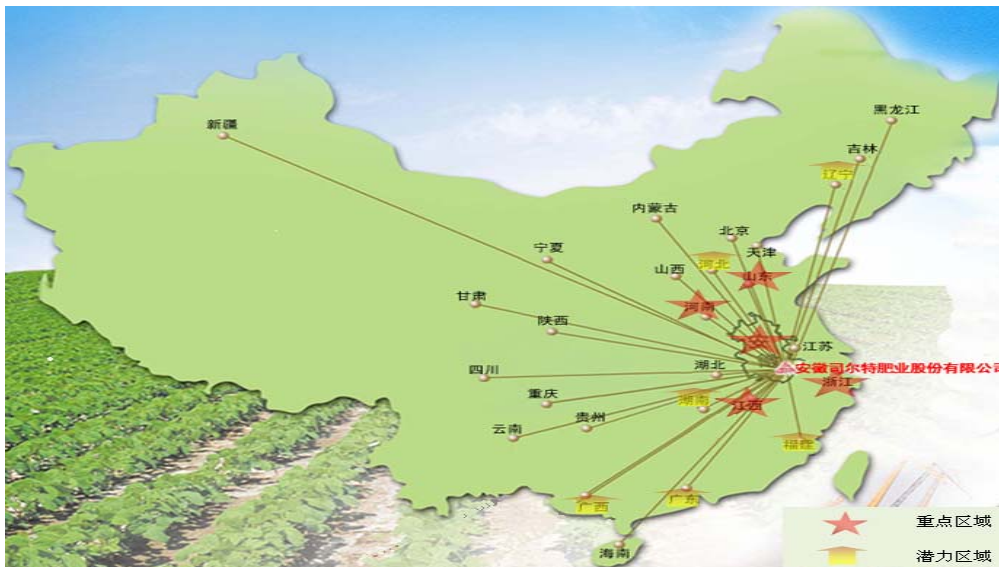 黑龙江
新疆
吉林
辽宁
内蒙古
北京
宁夏
天津
河北
山西
山东
甘肃
河南
陕西
江苏
安徽司尔特肥业股份有限公司
四川
湖北
浙江
重庆
湖南
江西
贵州
云南
福建
广西
广东
重点区域
海南
潜力区域